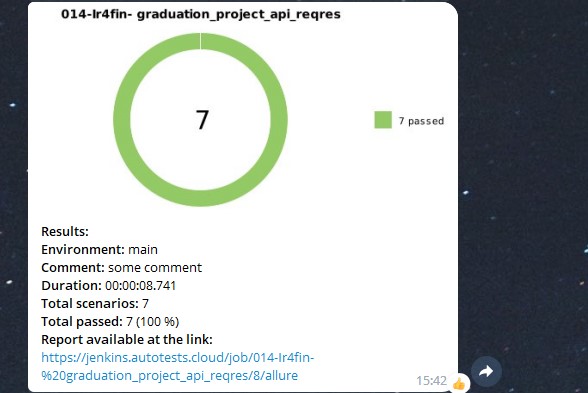 014-Ir4fin- graduation_project_api_reqres
7
7 passed
Results:
Environment: main
Comment: some comment
Duration: 00:00:08.741
Total scenarios: 7
Total passed: 7 (100 %)
Report available at the link:
https://jenkins.autotests.cloud/job/014-Ir4fin-
%20graduation_project_api_reqres/8/allure
15:42